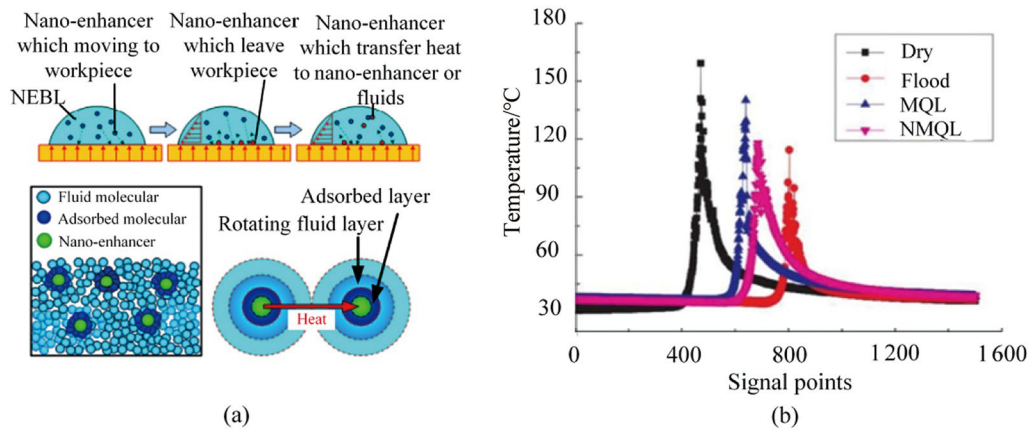 Nano-enhancer
which moving to
workpiece
Nano-enhancer
which leave
workpiece
Nano-enhancer
which transfer heat
to nano-enhancer or
fluids
NEBL
Fluid molecular
Adsorbed molecular
Nano-enhancer
Adsorbed layer
Rotating fluid layer
Heat
(a)
Temperature/°C
180
150
120
90
60
30
Dry
Flood
MQL
NMQL
0
400
800
1 200
1 600
Signal points
(b)